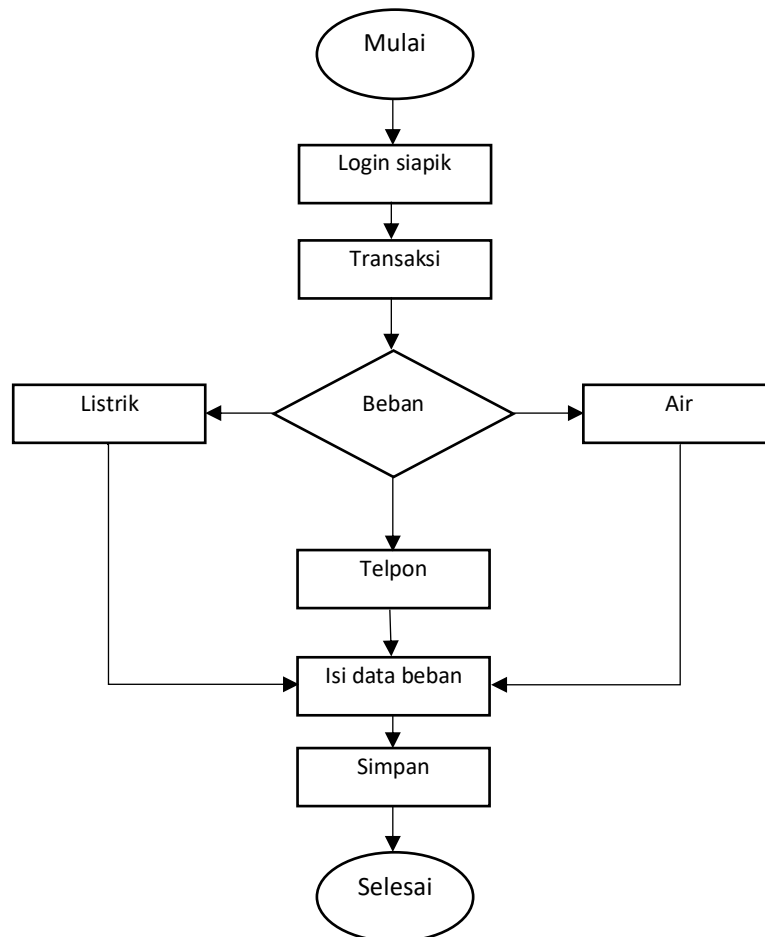 Mulai
Login siapik
Transaksi
Listrik
Beban
Air
Telpon
Isi data beban
Simpan
Selesai